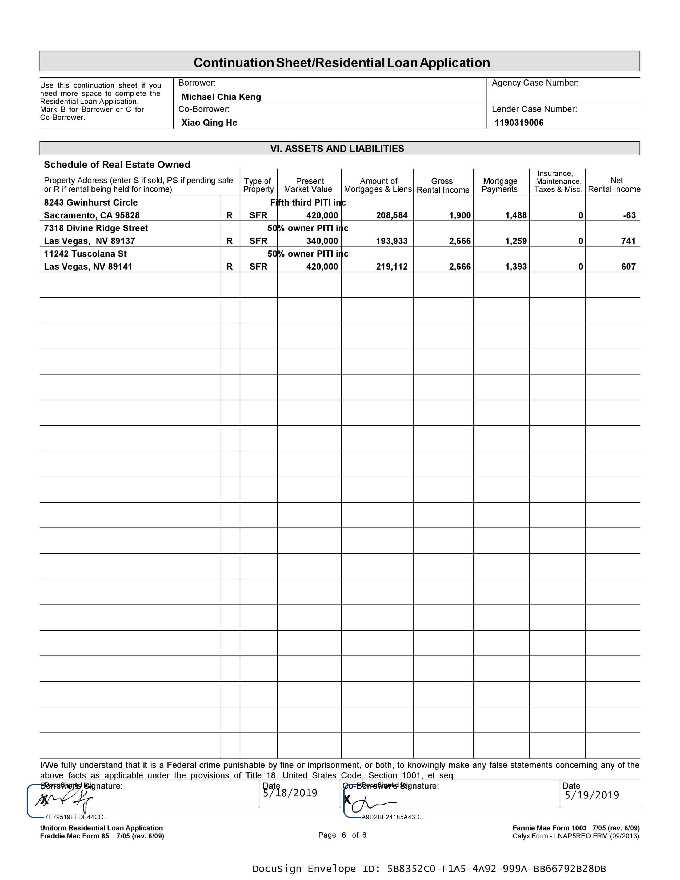 Continuation Sheet/Residential Loan Application
Use this continuation sheet if you
need more space to complete the
Residential Loan Application.
Mark B for Borrower or C for
Co-Borrower.
Borrower:
Michael Chia Keng
Co-Borrower:
Xiao Qing He
Agency Case Number:
Lender Case Number:
1190319006
VI. ASSETS AND LIABILITIES
Schedule of Real Estate Owned
Property Address (enter S if sold, PS if pending sale
or R if rental being held for income)
Type of
Property
Present
Market Value
Amount of
Mortgages & Liens
Gross
Rental Income
Mortgage
Payments
Insurance,
Maintenance,
Taxes & Misc.
Net
Rental Income
8243 Gwinhurst Circle Fifth third PITI inc
Sacramento, CA 95828 R SFR 420,000 208,584 1,900 1,488 0 -63
7318 Divine Ridge Street 50% owner PITI inc
Las Vegas, NV 89137 R SFR 340,000 193,933 2,666 1,259 0 741
11242 Tuscolana St 50% owner PITI inc
Las Vegas, NV 89141 R SFR 420,000 219,112 2,666 1,393 0 607
I/We fully understand that it is a Federal crime punishable by fine or imprisonment, or both, to knowingly make any false statements concerning any of the
above facts as applicable under the provisions of Title 18, United States Code, Section 1001, et seq.
Borrower's Signature:
Date
5/18/2019
Co-Borrower's Signature:
Date
5/19/2019
Uniform Residential Loan Application
Freddie Mac Form 65 7/05 (rev. 6/09)
Page 6 of 6
Fannie Mae Form 1003 7/05 (rev. 6/09)
DocuSign Envelope ID: 5B8352C0-F1A5-4A92-999A-BB66792B28DB